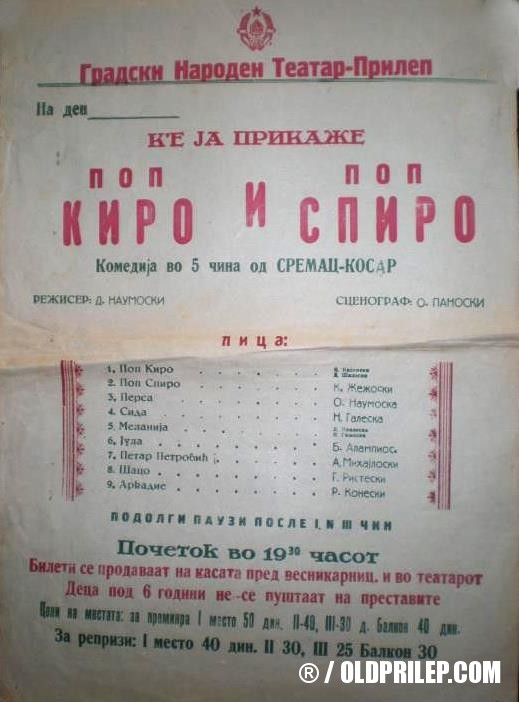 Градски Народен Театар-Прилеп
На ден
К'Е ЈА ПРИКАЖЕ
ПОП КИРО И ПОП СПИРО
Комедија во 5 чина од СРЕМАЦ-КОСАР
РЕЖИСЕР: Д. НАУМОСКИ СЦЕНОГРАФ: О. ПАНОСКИ
ЛИЦА:
1. Поп Киро
2. Поп Спиро К. Жежоски
3. Перса О. Наумоска
4. Сида Н. Галеска
5. Меланија
6. Јула Б. Алампиос.
7. Петар Петровић А. Михајлоски
8. Шацо Г. Ристески
9. Аркадие Р. Конески
ПОДОЛГИ ПАУЗИ ПОСЛЕ I, И III ЧИН
Почеток во 19³⁰ часот
Билети се продаваат на касата пред весникарниц. и во театарот
Деца под 6 години не-се пуштаат на преставите
Цени на местата: за премиера I место 50 дин. II-40, III-30 д. Балкон 40 дин.
За репризи: I место 40 дин. II 30, III 25 Балкон 30
® / OLDPRILEP.COM